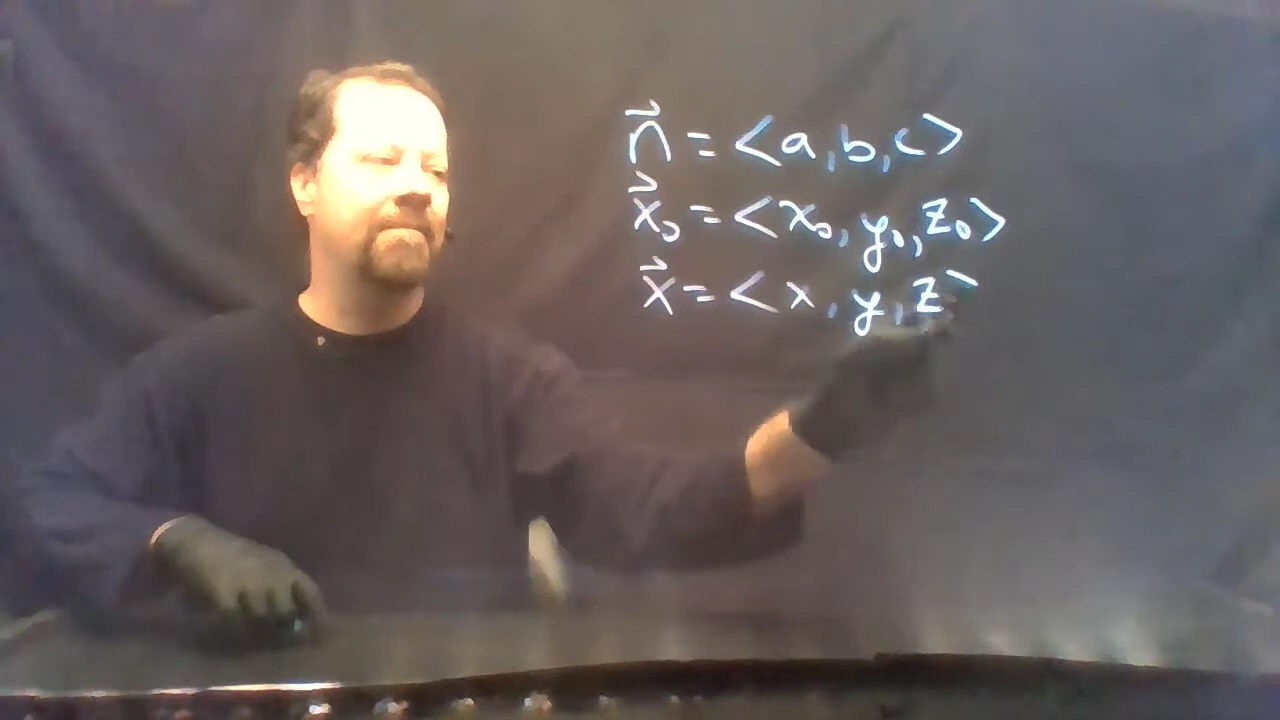 n⃗ = <a, b, c>
x⃗₀ = <x₀, y₀, z₀>
x⃗ = <x, y, z>